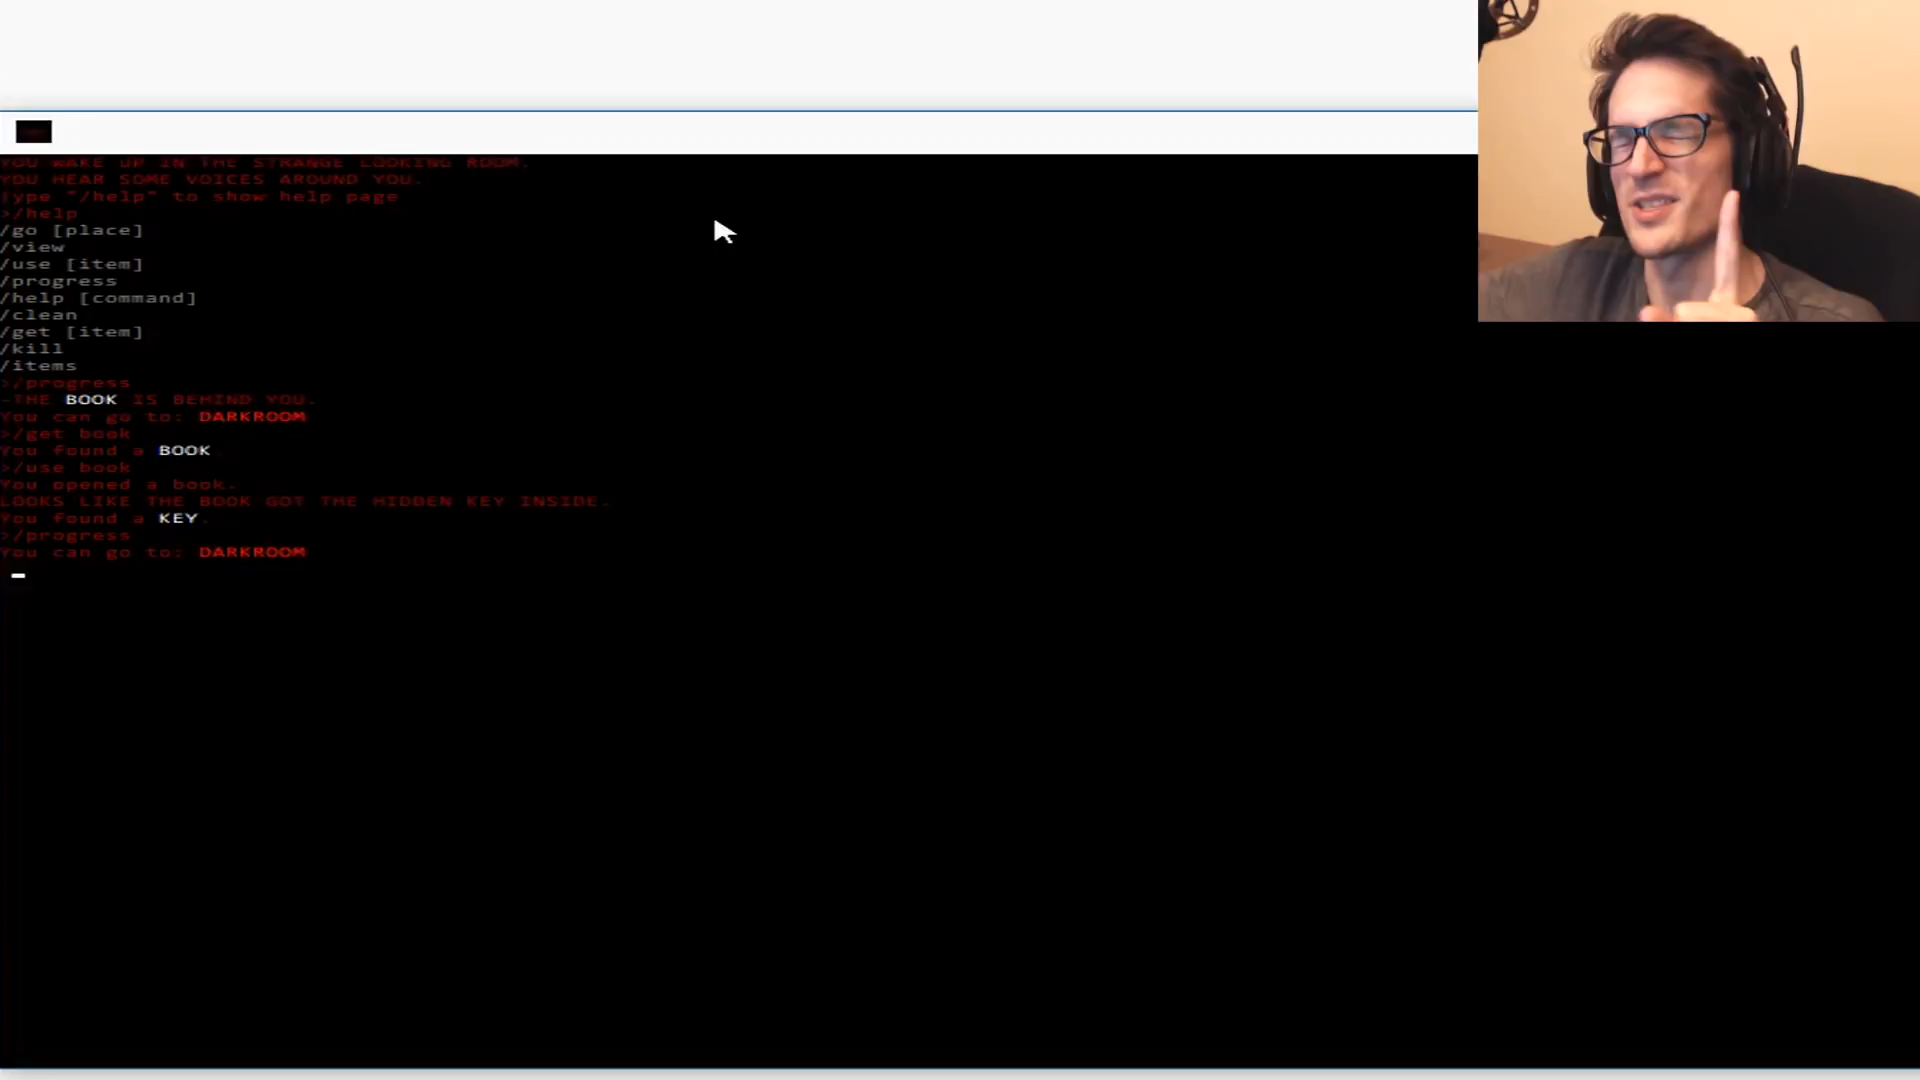 YOU WAKE UP IN THE STRANGE LOOKING ROOM.
YOU HEAR SOME VOICES AROUND YOU.
Type "/help" to show help page
>/help
/go [place]
/view
/use [item]
/progress
/help [command]
/clean
/get [item]
/kill
/items
>/progress
-THE BOOK IS BEHIND YOU.
You can go to: DARKROOM
>/get book
You found a BOOK
>/use book
You opened a book.
LOOKS LIKE THE BOOK GOT THE HIDDEN KEY INSIDE.
You found a KEY.
>/progress
You can go to: DARKROOM